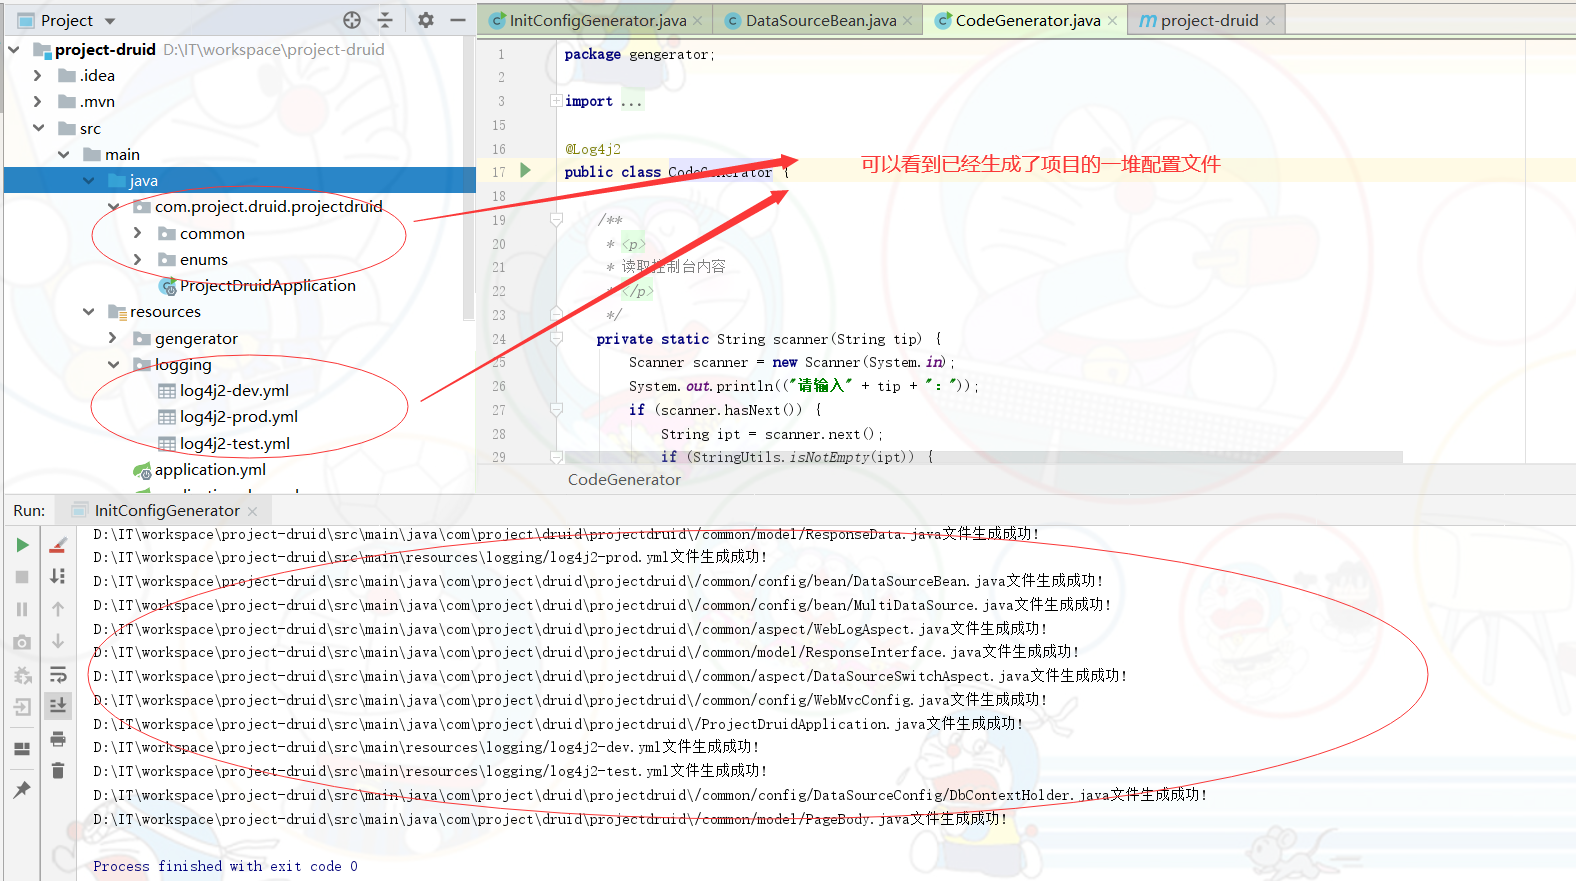 Project
InitConfigGenerator.java
DataSourceBean.java
CodeGenerator.java
project-druid
project-druid D:\IT\workspace\project-druid
.idea
.mvn
src
main
java
com.project.druid.projectdruid
common
enums
ProjectDruidApplication
resources
gengerator
logging
log4j2-dev.yml
log4j2-prod.yml
log4j2-test.yml
application.yml
1 package gengerator;
2
3 import ...
15
16 @Log4j2
17 public class CodeGenerator {
18
19 /**
20 * <p>
21 * 读取控制台内容
22 * </p>
23 */
24 private static String scanner(String tip) {
25 Scanner scanner = new Scanner(System.in);
26 System.out.println(("请输入" + tip + "："));
27 if (scanner.hasNext()) {
28 String ipt = scanner.next();
29 if (StringUtils.isNotEmpty(ipt)) {
可以看到已经生成了项目的一堆配置文件
CodeGenerator
Run: InitConfigGenerator
D:\IT\workspace\project-druid\src\main\java\com\project\druid\projectdruid\/common/model/ResponseData.java文件生成成功!
D:\IT\workspace\project-druid\src\main\resources\logging/log4j2-prod.yml文件生成成功!
D:\IT\workspace\project-druid\src\main\java\com\project\druid\projectdruid\/common/config/bean/DataSourceBean.java文件生成成功!
D:\IT\workspace\project-druid\src\main\java\com\project\druid\projectdruid\/common/config/bean/MultiDataSource.java文件生成成功!
D:\IT\workspace\project-druid\src\main\java\com\project\druid\projectdruid\/common/aspect/WebLogAspect.java文件生成成功!
D:\IT\workspace\project-druid\src\main\java\com\project\druid\projectdruid\/common/model/ResponseInterface.java文件生成成功!
D:\IT\workspace\project-druid\src\main\java\com\project\druid\projectdruid\/common/aspect/DataSourceSwitchAspect.java文件生成成功!
D:\IT\workspace\project-druid\src\main\java\com\project\druid\projectdruid\/common/config/WebMvcConfig.java文件生成成功!
D:\IT\workspace\project-druid\src\main\java\com\project\druid\projectdruid\/ProjectDruidApplication.java文件生成成功!
D:\IT\workspace\project-druid\src\main\resources\logging/log4j2-dev.yml文件生成成功!
D:\IT\workspace\project-druid\src\main\resources\logging/log4j2-test.yml文件生成成功!
D:\IT\workspace\project-druid\src\main\java\com\project\druid\projectdruid\/common/config/DataSourceConfig/DbContextHolder.java文件生成成功!
D:\IT\workspace\project-druid\src\main\java\com\project\druid\projectdruid\/common/model/PageBody.java文件生成成功!
Process finished with exit code 0